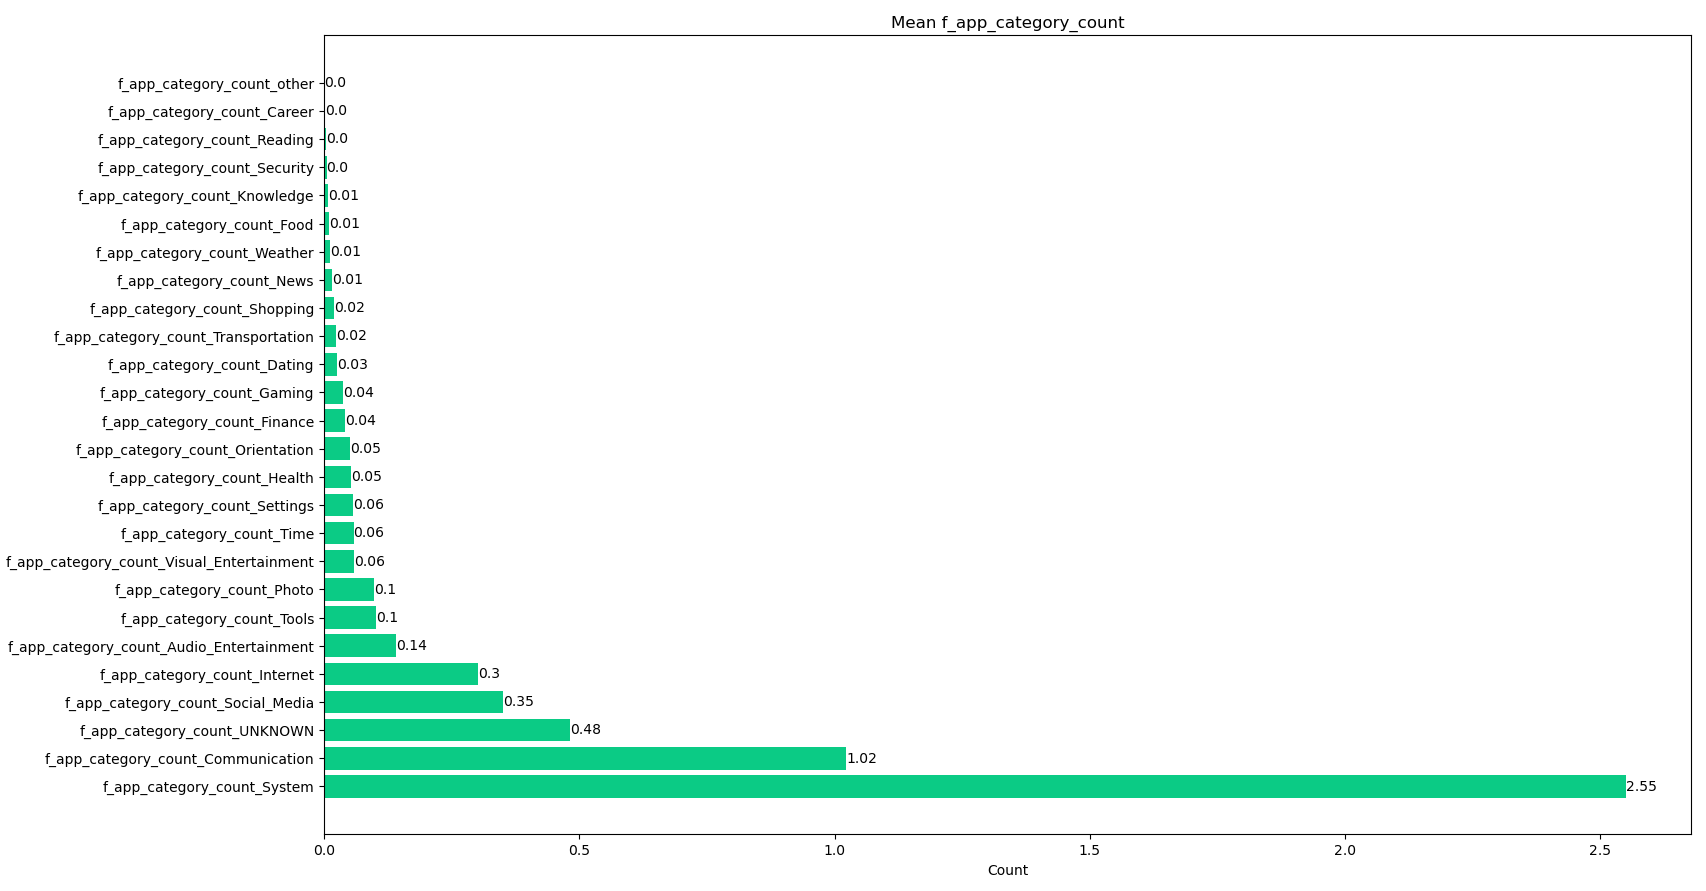 Mean f_app_category_count
f_app_category_count_other 0.0
f_app_category_count_Career 0.0
f_app_category_count_Reading 0.0
f_app_category_count_Security 0.0
f_app_category_count_Knowledge 0.01
f_app_category_count_Food 0.01
f_app_category_count_Weather 0.01
f_app_category_count_News 0.01
f_app_category_count_Shopping 0.02
f_app_category_count_Transportation 0.02
f_app_category_count_Dating 0.03
f_app_category_count_Gaming 0.04
f_app_category_count_Finance 0.04
f_app_category_count_Orientation 0.05
f_app_category_count_Health 0.05
f_app_category_count_Settings 0.06
f_app_category_count_Time 0.06
f_app_category_count_Visual_Entertainment 0.06
f_app_category_count_Photo 0.1
f_app_category_count_Tools 0.1
f_app_category_count_Audio_Entertainment 0.14
f_app_category_count_Internet 0.3
f_app_category_count_Social_Media 0.35
f_app_category_count_UNKNOWN 0.48
f_app_category_count_Communication 1.02
f_app_category_count_System 2.55
0.0 0.5 1.0 1.5 2.0 2.5
Count